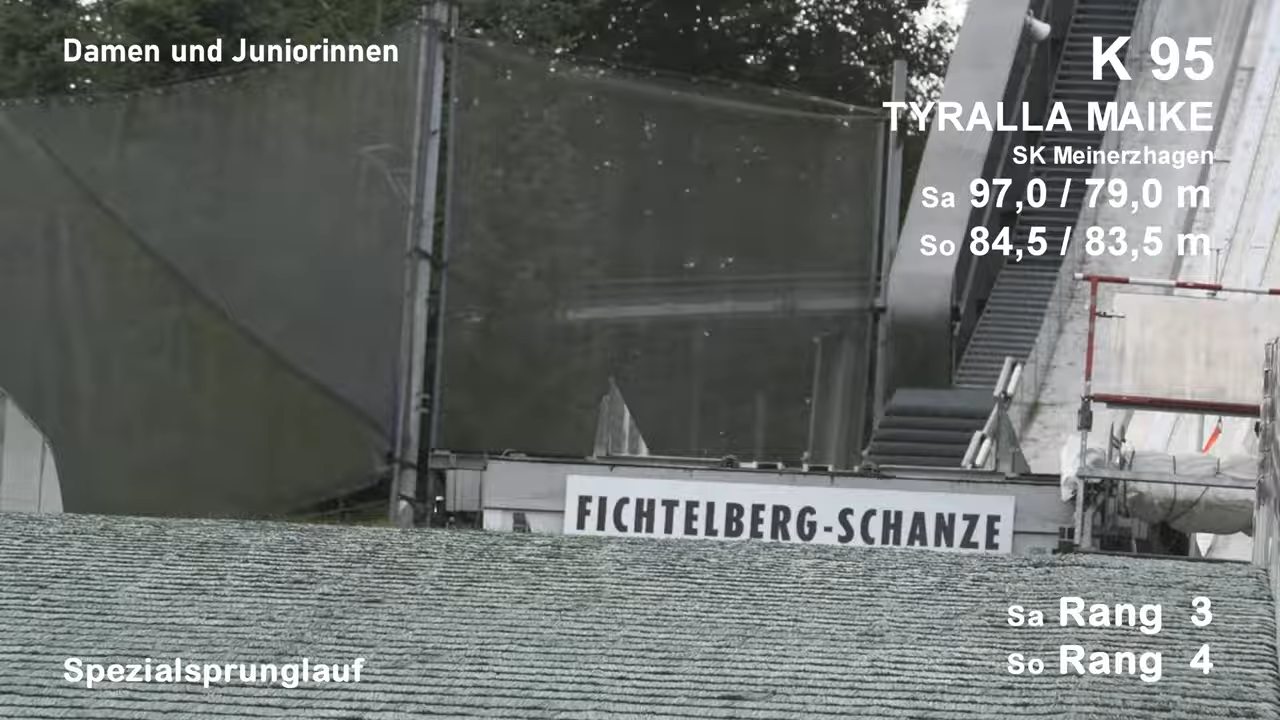 Damen und Juniorinnen
K 95
TYRALLA MAIKE
SK Meinerzhagen
Sa 97,0 / 79,0 m
So 84,5 / 83,5 m
FICHTELBERG-SCHANZE
Sa Rang 3
So Rang 4
Spezialsprunglauf